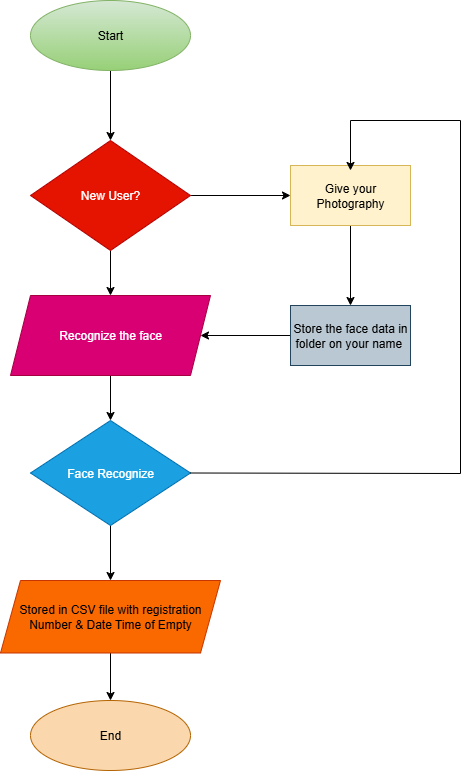 Start
New User?
Give your
Photography
Recognize the face
Store the face data in
folder on your name
Face Recognize
Stored in CSV file with registration
Number & Date Time of Empty
End